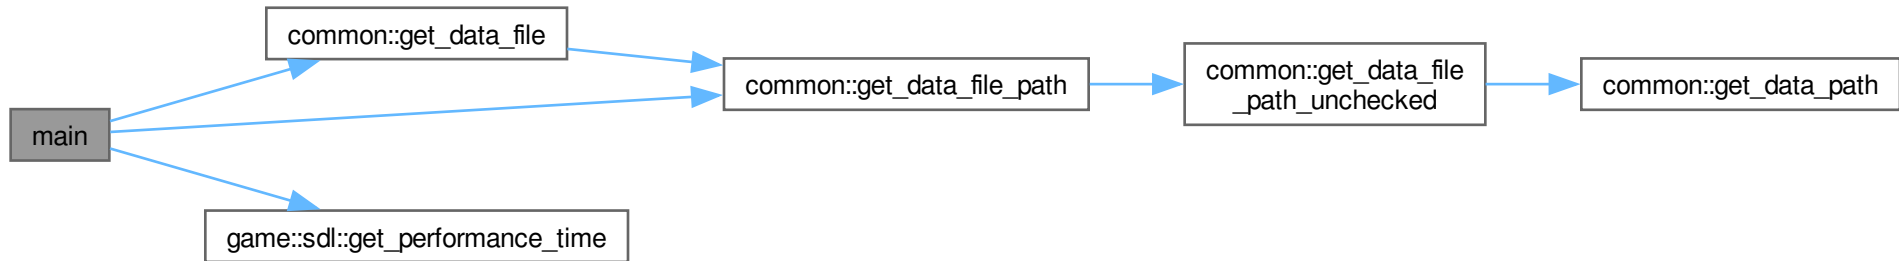 main
common::get_data_file
common::get_data_file_path
common::get_data_file
_path_unchecked
common::get_data_path
game::sdl::get_performance_time